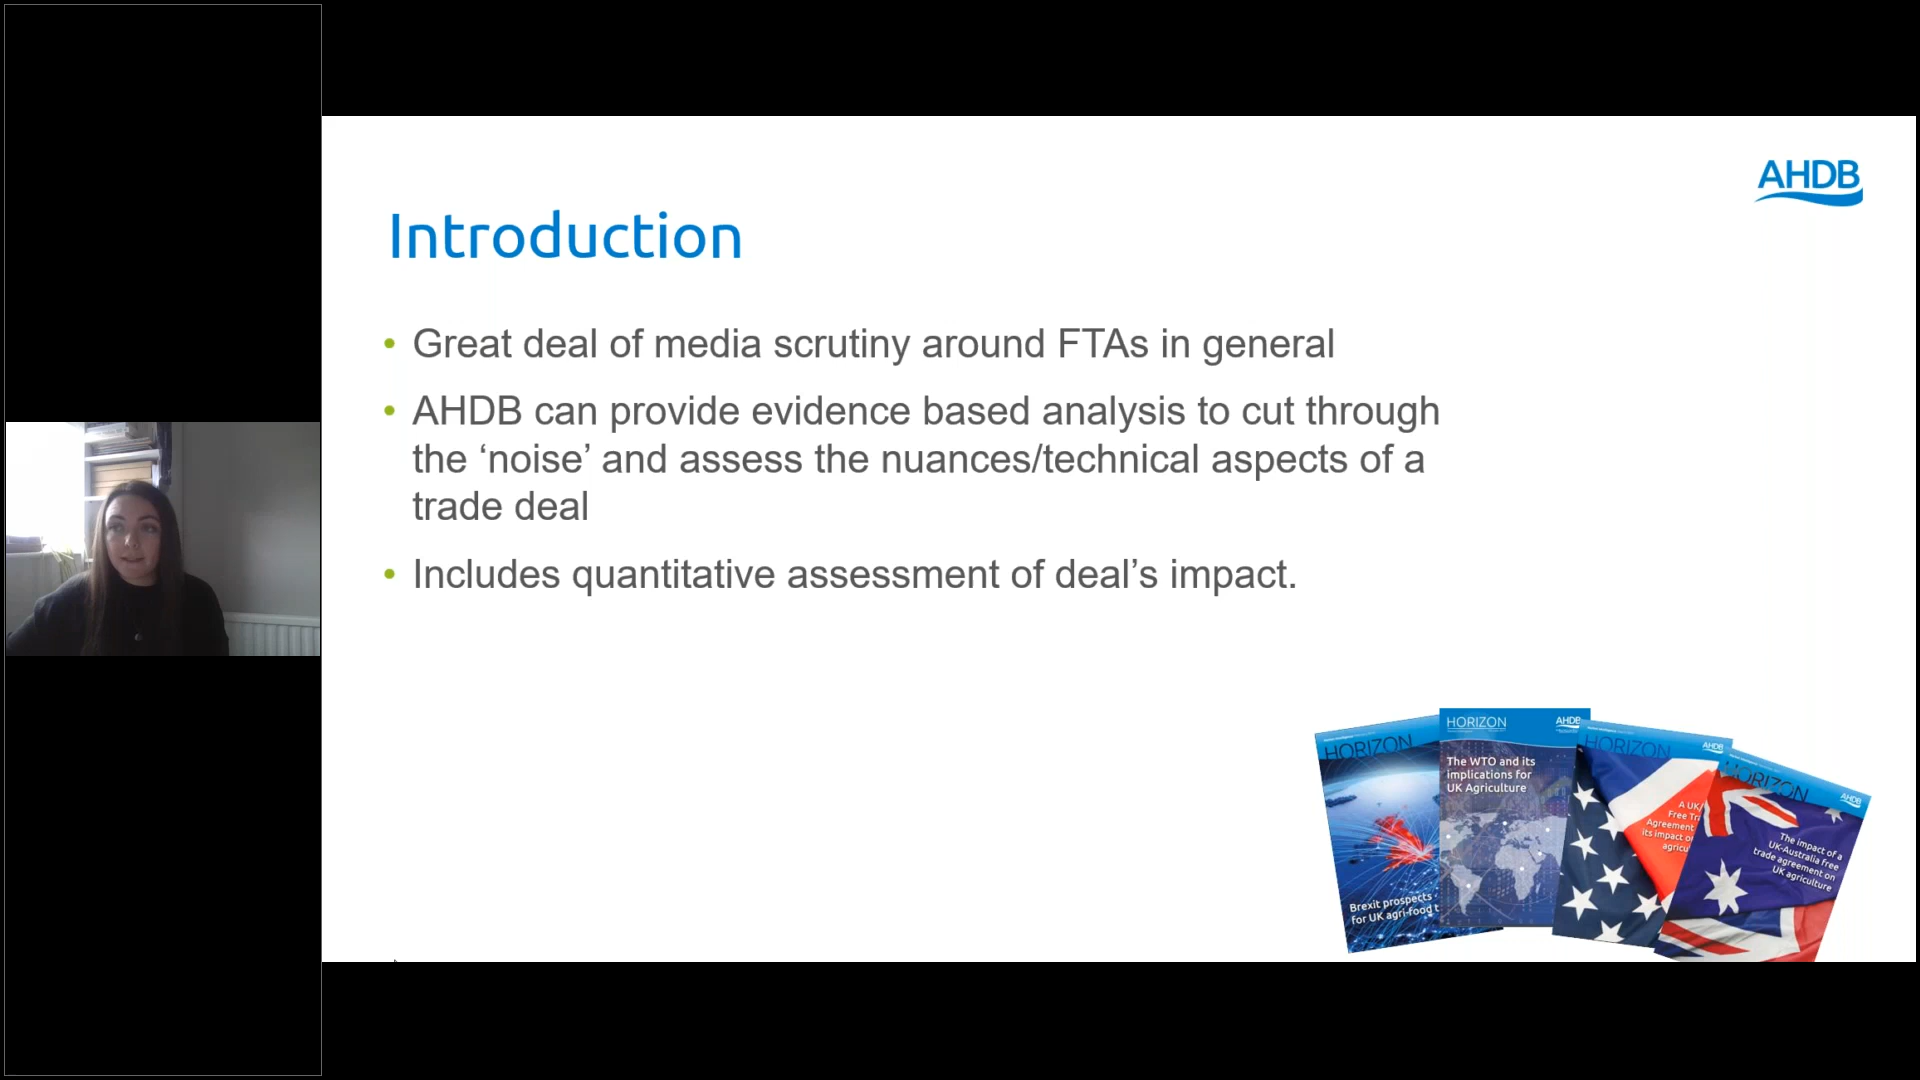 AHDB
Introduction
• Great deal of media scrutiny around FTAs in general
• AHDB can provide evidence based analysis to cut through
the ‘noise’ and assess the nuances/technical aspects of a
trade deal
• Includes quantitative assessment of deal’s impact.
HORIZON
Brexit prospects
for UK agri-food t
HORIZON
AHDB
The WTO and its
implications for
UK Agriculture
HORIZON
AHDB
A UK/
Free Tr
Agreement
its impact o
agricu
HORIZON
AHDB
The impact of a
UK-Australia free
trade agreement on
UK agriculture